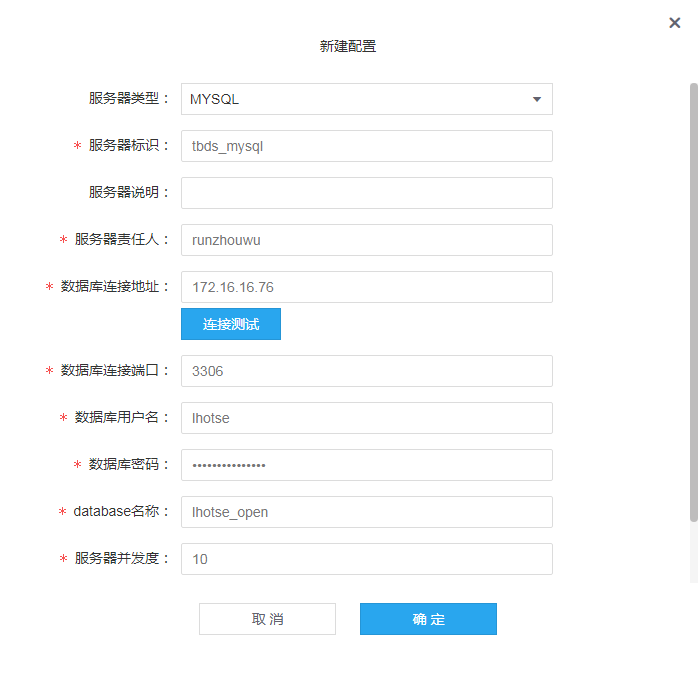 新建配置
服务器类型： MYSQL
* 服务器标识： tbds_mysql
服务器说明：
* 服务器责任人： runzhouwu
* 数据库连接地址： 172.16.16.76
连接测试
* 数据库连接端口： 3306
* 数据库用户名： lhotse
* 数据库密码： •••••••••••••••
* database名称： lhotse_open
* 服务器并发度： 10
取 消 确 定